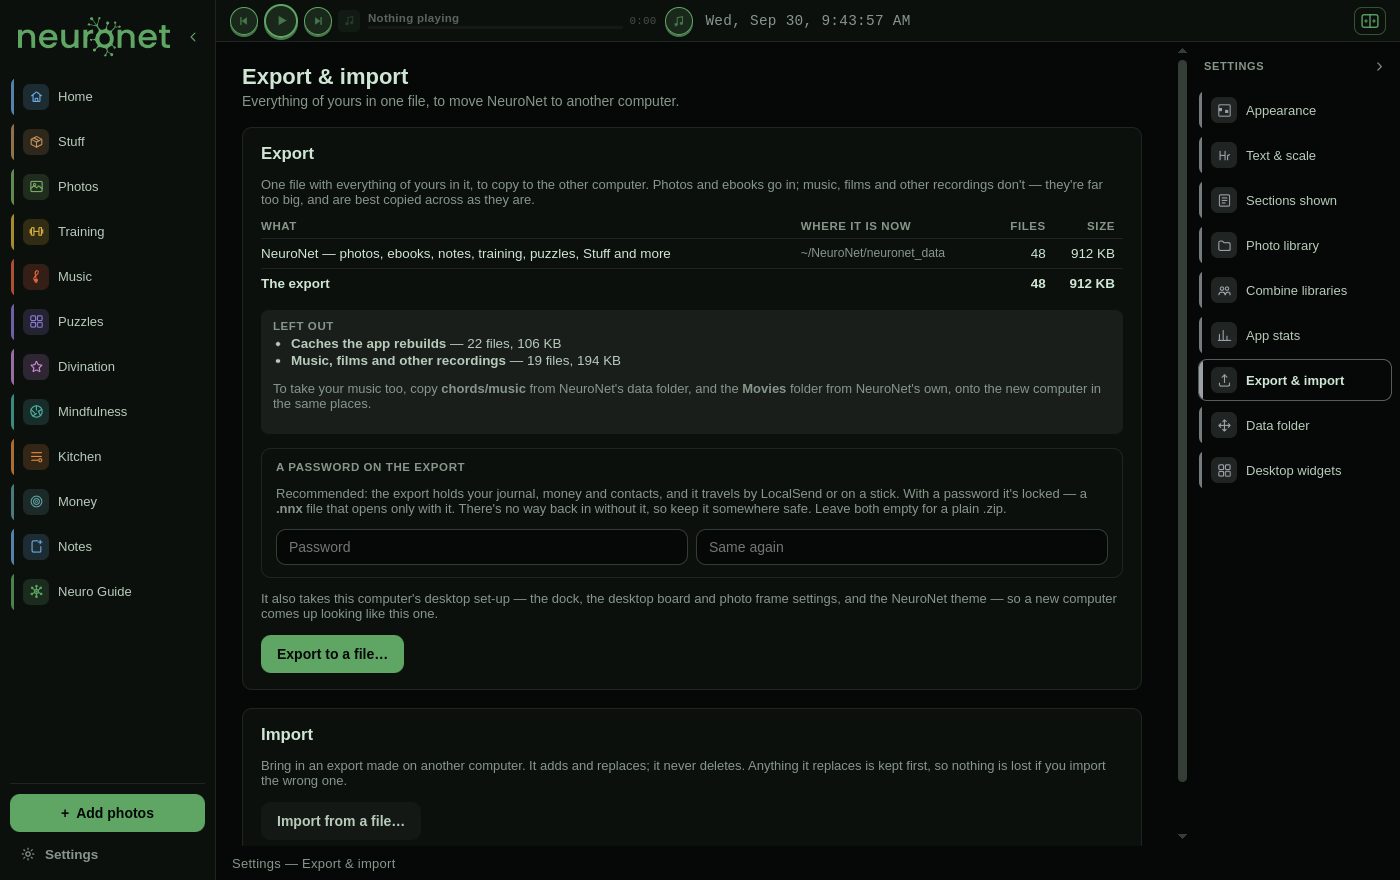 neuronet
Nothing playing
0:00
Wed, Sep 30, 9:43:57 AM
Home
Stuff
Photos
Training
Music
Puzzles
Divination
Mindfulness
Kitchen
Money
Notes
Neuro Guide
+ Add photos
Settings
Export & import
Everything of yours in one file, to move NeuroNet to another computer.
Export
One file with everything of yours in it, to copy to the other computer. Photos and ebooks go in; music, films and other recordings don't — they're far
too big, and are best copied across as they are.
WHAT WHERE IT IS NOW FILES SIZE
NeuroNet — photos, ebooks, notes, training, puzzles, Stuff and more ~/NeuroNet/neuronet_data 48 912 KB
The export 48 912 KB
LEFT OUT
• Caches the app rebuilds — 22 files, 106 KB
• Music, films and other recordings — 19 files, 194 KB
To take your music too, copy chords/music from NeuroNet's data folder, and the Movies folder from NeuroNet's own, onto the new computer in
the same places.
A PASSWORD ON THE EXPORT
Recommended: the export holds your journal, money and contacts, and it travels by LocalSend or on a stick. With a password it's locked — a
.nnx file that opens only with it. There's no way back in without it, so keep it somewhere safe. Leave both empty for a plain .zip.
Password
Same again
It also takes this computer's desktop set-up — the dock, the desktop board and photo frame settings, and the NeuroNet theme — so a new computer
comes up looking like this one.
Export to a file…
Import
Bring in an export made on another computer. It adds and replaces; it never deletes. Anything it replaces is kept first, so nothing is lost if you import
the wrong one.
Import from a file…
Settings — Export & import
SETTINGS
Appearance
Text & scale
Sections shown
Photo library
Combine libraries
App stats
Export & import
Data folder
Desktop widgets